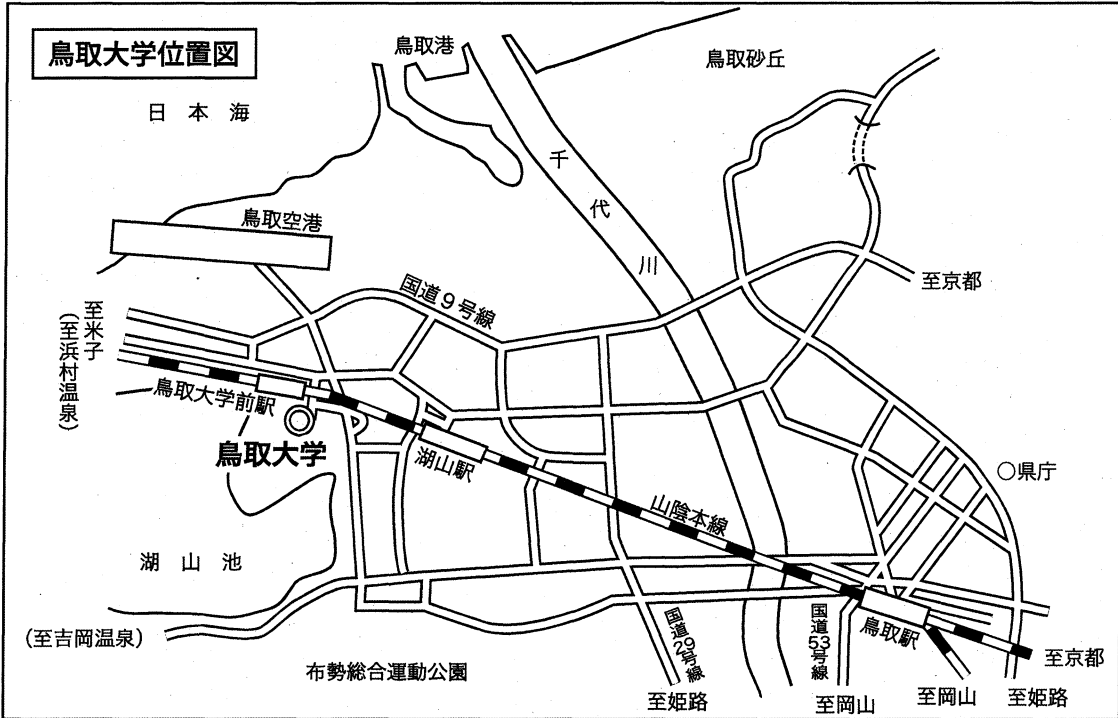 鳥取大学位置図
鳥取港
鳥取砂丘
日本海
千代川
鳥取空港
国道9号線
至京都
至米子
(至浜村温泉)
鳥取大学前駅
鳥取大学
湖山駅
山陰本線
○県庁
湖山池
(至吉岡温泉)
布勢総合運動公園
国道29号線
国道53号線
鳥取駅
至京都
至姫路
至岡山
至岡山
至姫路